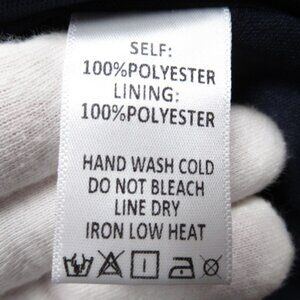 SELF:
100%POLYESTER
LINING:
100%POLYESTER
HAND WASH COLD
DO NOT BLEACH
LINE DRY
IRON LOW HEAT